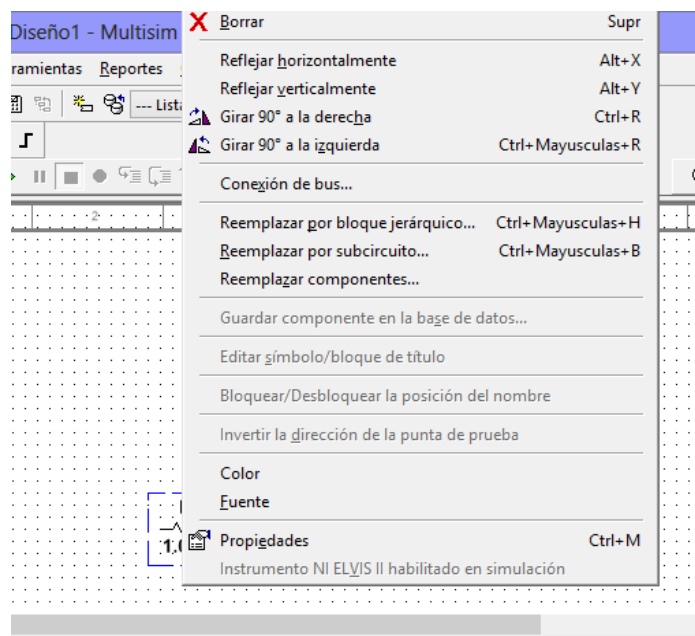 Diseño1 - Multisim
Borrar Supr
ramientas Reportes
Reflejar horizontalmente Alt+X
Reflejar verticalmente Alt+Y
--- Lista
Girar 90° a la derecha Ctrl+R
Girar 90° a la izquierda Ctrl+Mayusculas+R
Conexión de bus...
2
Reemplazar por bloque jerárquico... Ctrl+Mayusculas+H
Reemplazar por subcircuito... Ctrl+Mayusculas+B
Reemplazar componentes...
Guardar componente en la base de datos...
Editar símbolo/bloque de título
Bloquear/Desbloquear la posición del nombre
Invertir la dirección de la punta de prueba
Color
Fuente
Propiedades Ctrl+M
Instrumento NI ELVIS II habilitado en simulación